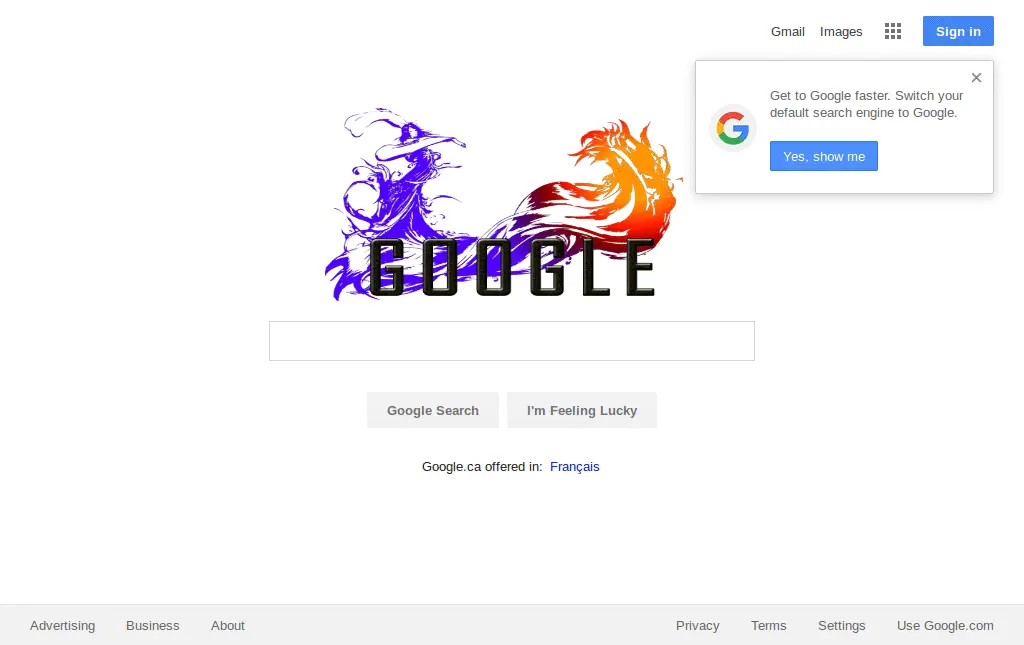 Gmail Images Sign in
Get to Google faster. Switch your
default search engine to Google.
Yes, show me
GOOGLE
Google Search I'm Feeling Lucky
Google.ca offered in: Français
Advertising Business About Privacy Terms Settings Use Google.com